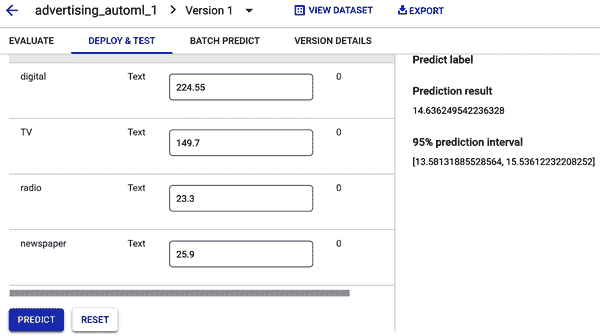 advertising_automl_1 Version 1 VIEW DATASET EXPORT
EVALUATE DEPLOY & TEST BATCH PREDICT VERSION DETAILS
digital Text 224.55 0
TV Text 149.7 0
radio Text 23.3 0
newspaper Text 25.9 0
PREDICT RESET
Predict label
Prediction result
14.636249542236328
95% prediction interval
[13.58131885528564, 15.53612232208252]